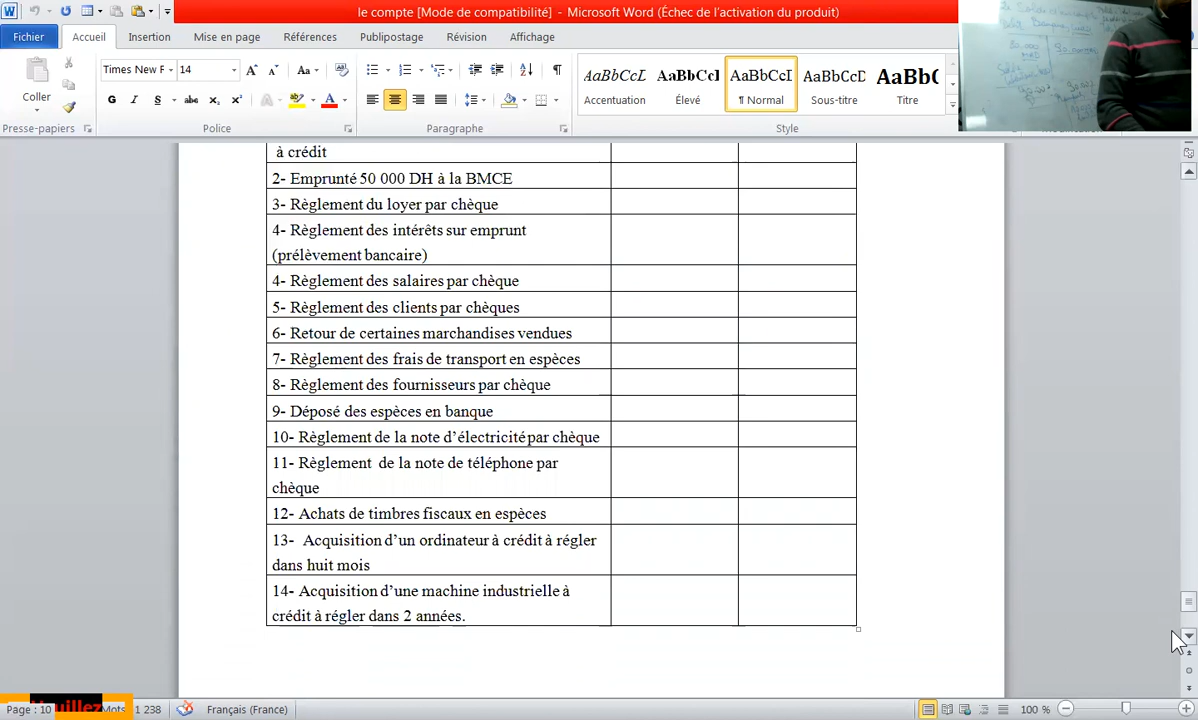 le compte [Mode de compatibilité] - Microsoft Word (Échec de l'activation du produit)
Fichier Accueil Insertion Mise en page Références Publipostage Révision Affichage
Coller
Times New F 14
G I S abc x₂ x² A A
AaBbCcL AaBbCcI AaBbCcI AaBbCcD AaBbC
Accentuation Élevé ¶ Normal Sous-titre Titre
Presse-papiers Police Paragraphe Style
à crédit
2- Emprunté 50 000 DH à la BMCE
3- Règlement du loyer par chèque
4- Règlement des intérêts sur emprunt
(prélèvement bancaire)
4- Règlement des salaires par chèque
5- Règlement des clients par chèques
6- Retour de certaines marchandises vendues
7- Règlement des frais de transport en espèces
8- Règlement des fournisseurs par chèque
9- Déposé des espèces en banque
10- Règlement de la note d'électricité par chèque
11- Règlement de la note de téléphone par
chèque
12- Achats de timbres fiscaux en espèces
13- Acquisition d'un ordinateur à crédit à régler
dans huit mois
14- Acquisition d'une machine industrielle à
crédit à régler dans 2 années.
Page : 10 Mots 1 238 Français (France) 100 %